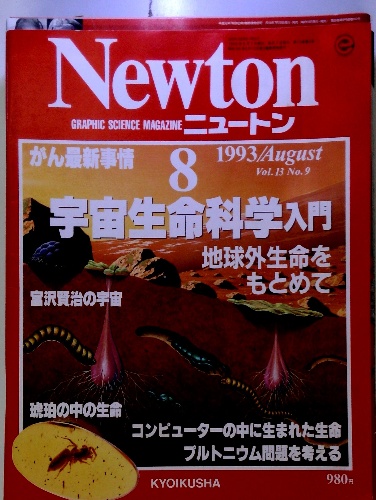 Newton
GRAPHIC SCIENCE MAGAZINE ニュートン
がん最新事情
8
1993/August
Vol.13 No.9
宇宙生命科学入門
地球外生命を
もとめて
宮沢賢治の宇宙
琥珀の中の生命
コンピューターの中に生まれた生命
プルトニウム問題を考える
KYOIKUSHA
980円